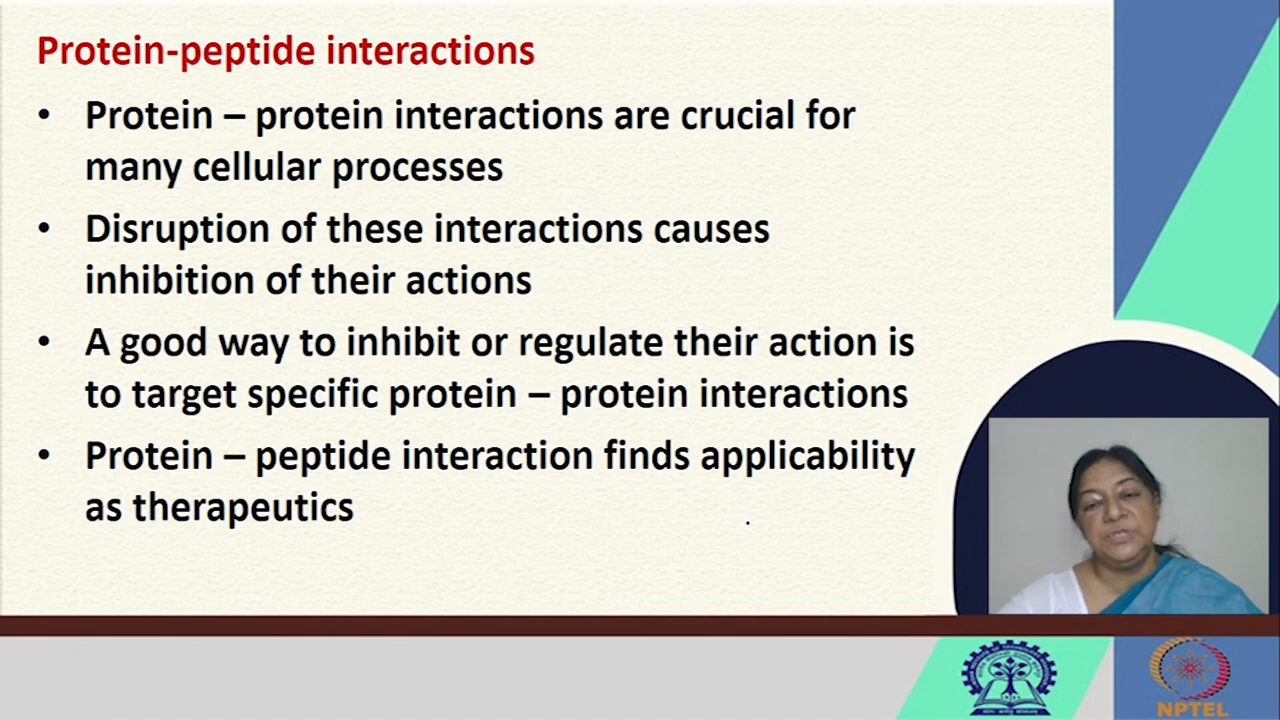 Protein-peptide interactions
• Protein – protein interactions are crucial for
many cellular processes
• Disruption of these interactions causes
inhibition of their actions
• A good way to inhibit or regulate their action is
to target specific protein – protein interactions
• Protein – peptide interaction finds applicability
as therapeutics
NPTEL